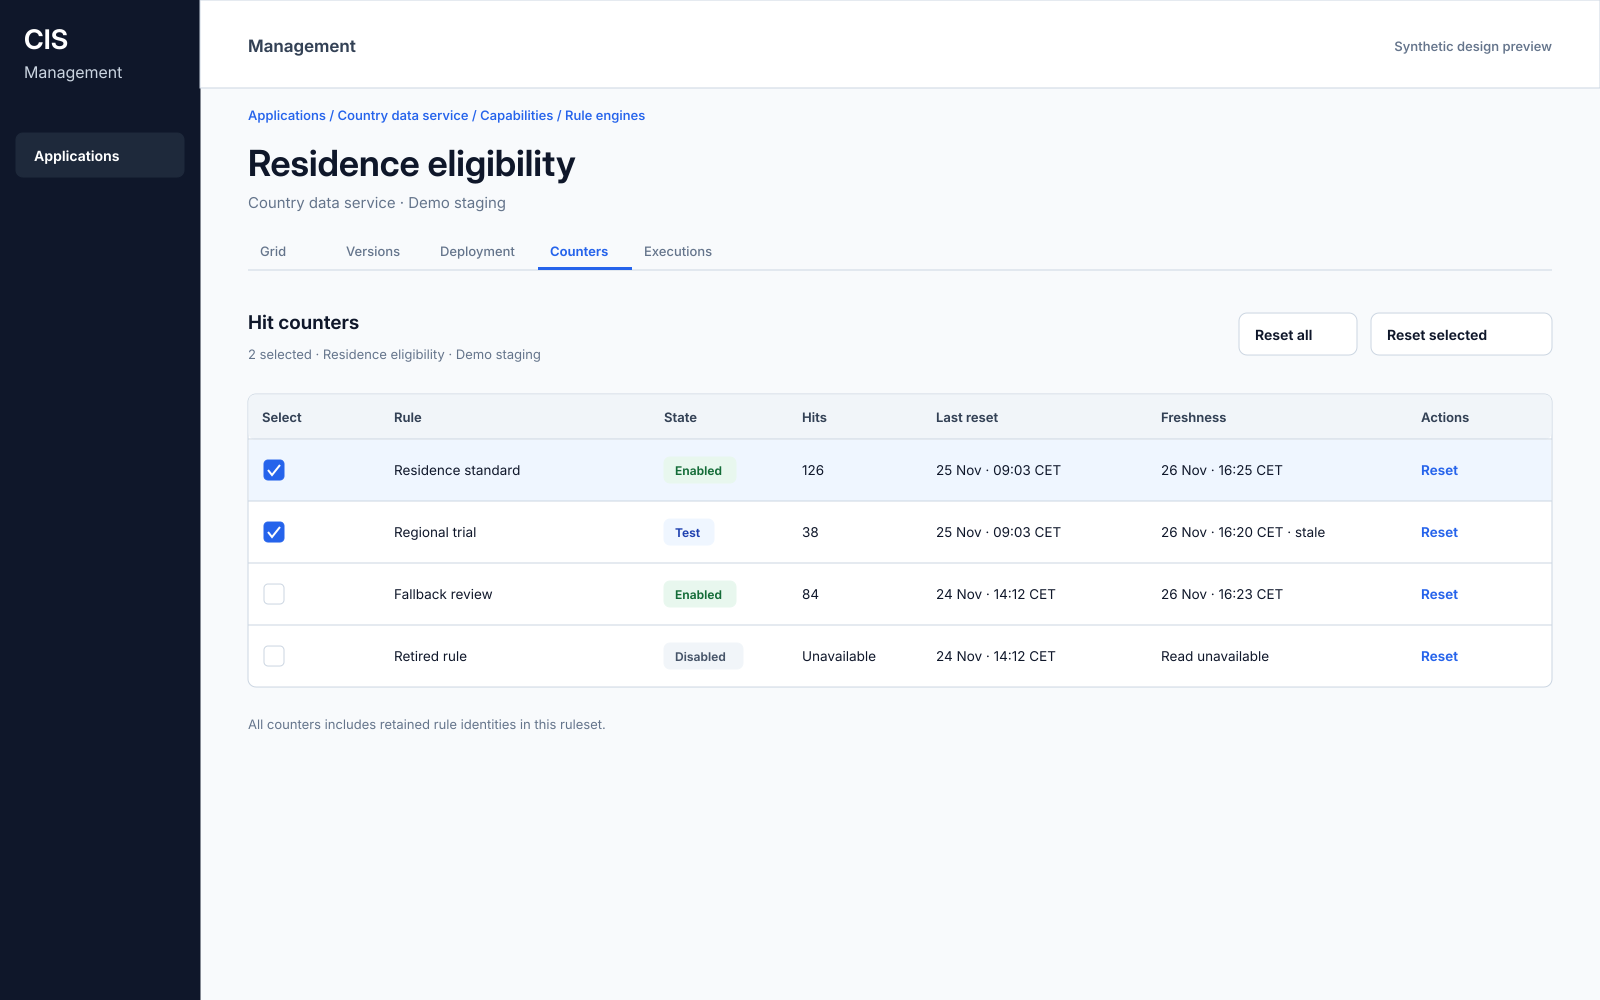 CIS
Management
Applications
Management
Synthetic design preview
Applications / Country data service / Capabilities / Rule engines
Residence eligibility
Country data service · Demo staging
Grid Versions Deployment Counters Executions
Hit counters
2 selected · Residence eligibility · Demo staging
Reset all
Reset selected
Select Rule State Hits Last reset Freshness Actions
Residence standard Enabled 126 25 Nov · 09:03 CET 26 Nov · 16:25 CET Reset
Regional trial Test 38 25 Nov · 09:03 CET 26 Nov · 16:20 CET · stale Reset
Fallback review Enabled 84 24 Nov · 14:12 CET 26 Nov · 16:23 CET Reset
Retired rule Disabled Unavailable 24 Nov · 14:12 CET Read unavailable Reset
All counters includes retained rule identities in this ruleset.